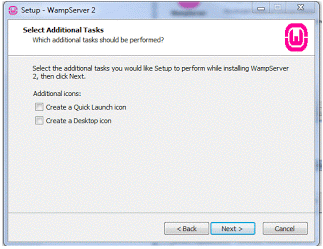 Setup - WampServer 2
Select Additional Tasks
Which additional tasks should be performed?
Select the additional tasks you would like Setup to perform while installing WampServer
2, then click Next.
Additional icons:
Create a Quick Launch icon
Create a Desktop icon
< Back
Next >
Cancel